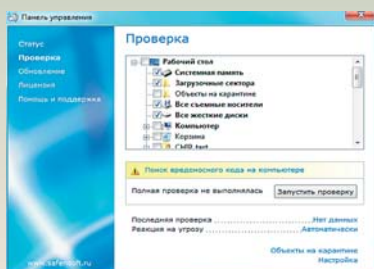 Панель управления
Статус
Проверка
Обновление
Лицензия
Помощь и поддержка
www.safensoft.ru
Проверка
Рабочий стол
Системная память
Загрузочные сектора
Объекты на карантине
Все съемные носители
Все жесткие диски
Компьютер
Корзина
Поиск вредоносного кода на компьютере
Полная проверка не выполнялась
Запустить проверку
Последняя проверка
Нет данных
Реакция на угрозу
Автоматически
Объекты на карантине
Настройка